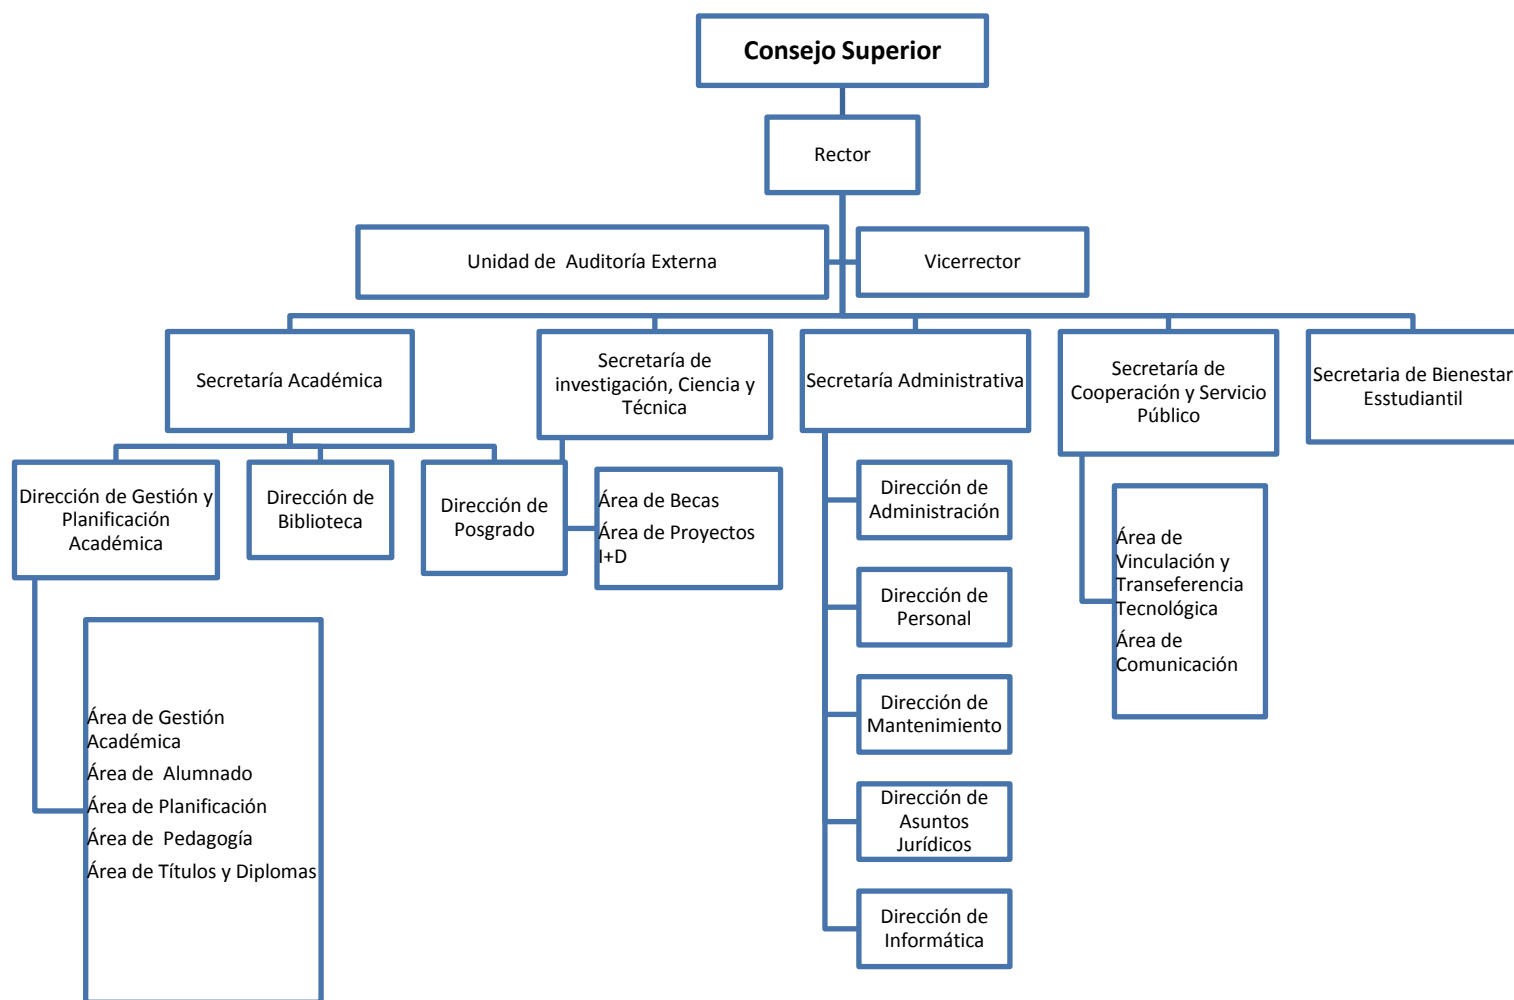 Consejo Superior
Rector
Unidad de  Auditoría Externa
Vicerrector
Secretaría Académica
Secretaría de
investigación, Ciencia y
Técnica
Secretaría Administrativa
Secretaría de
Cooperación y Servicio
Público
Secretaria de Bienestar
Esstudiantil
Dirección de Gestión y
Planificación
Académica
Dirección de
Biblioteca
Dirección de
Posgrado
Área de Becas
Área de Proyectos
I+D
Dirección de
Administración
Dirección de
Personal
Dirección de
Mantenimiento
Dirección de
Asuntos
Jurídicos
Dirección de
Informática
Área de
Vinculación y
Transeferencia
Tecnológica
Área de
Comunicación
Área de Gestión
Académica
Área de  Alumnado
Área de Planificación
Área de  Pedagogía
Área de Títulos y Diplomas